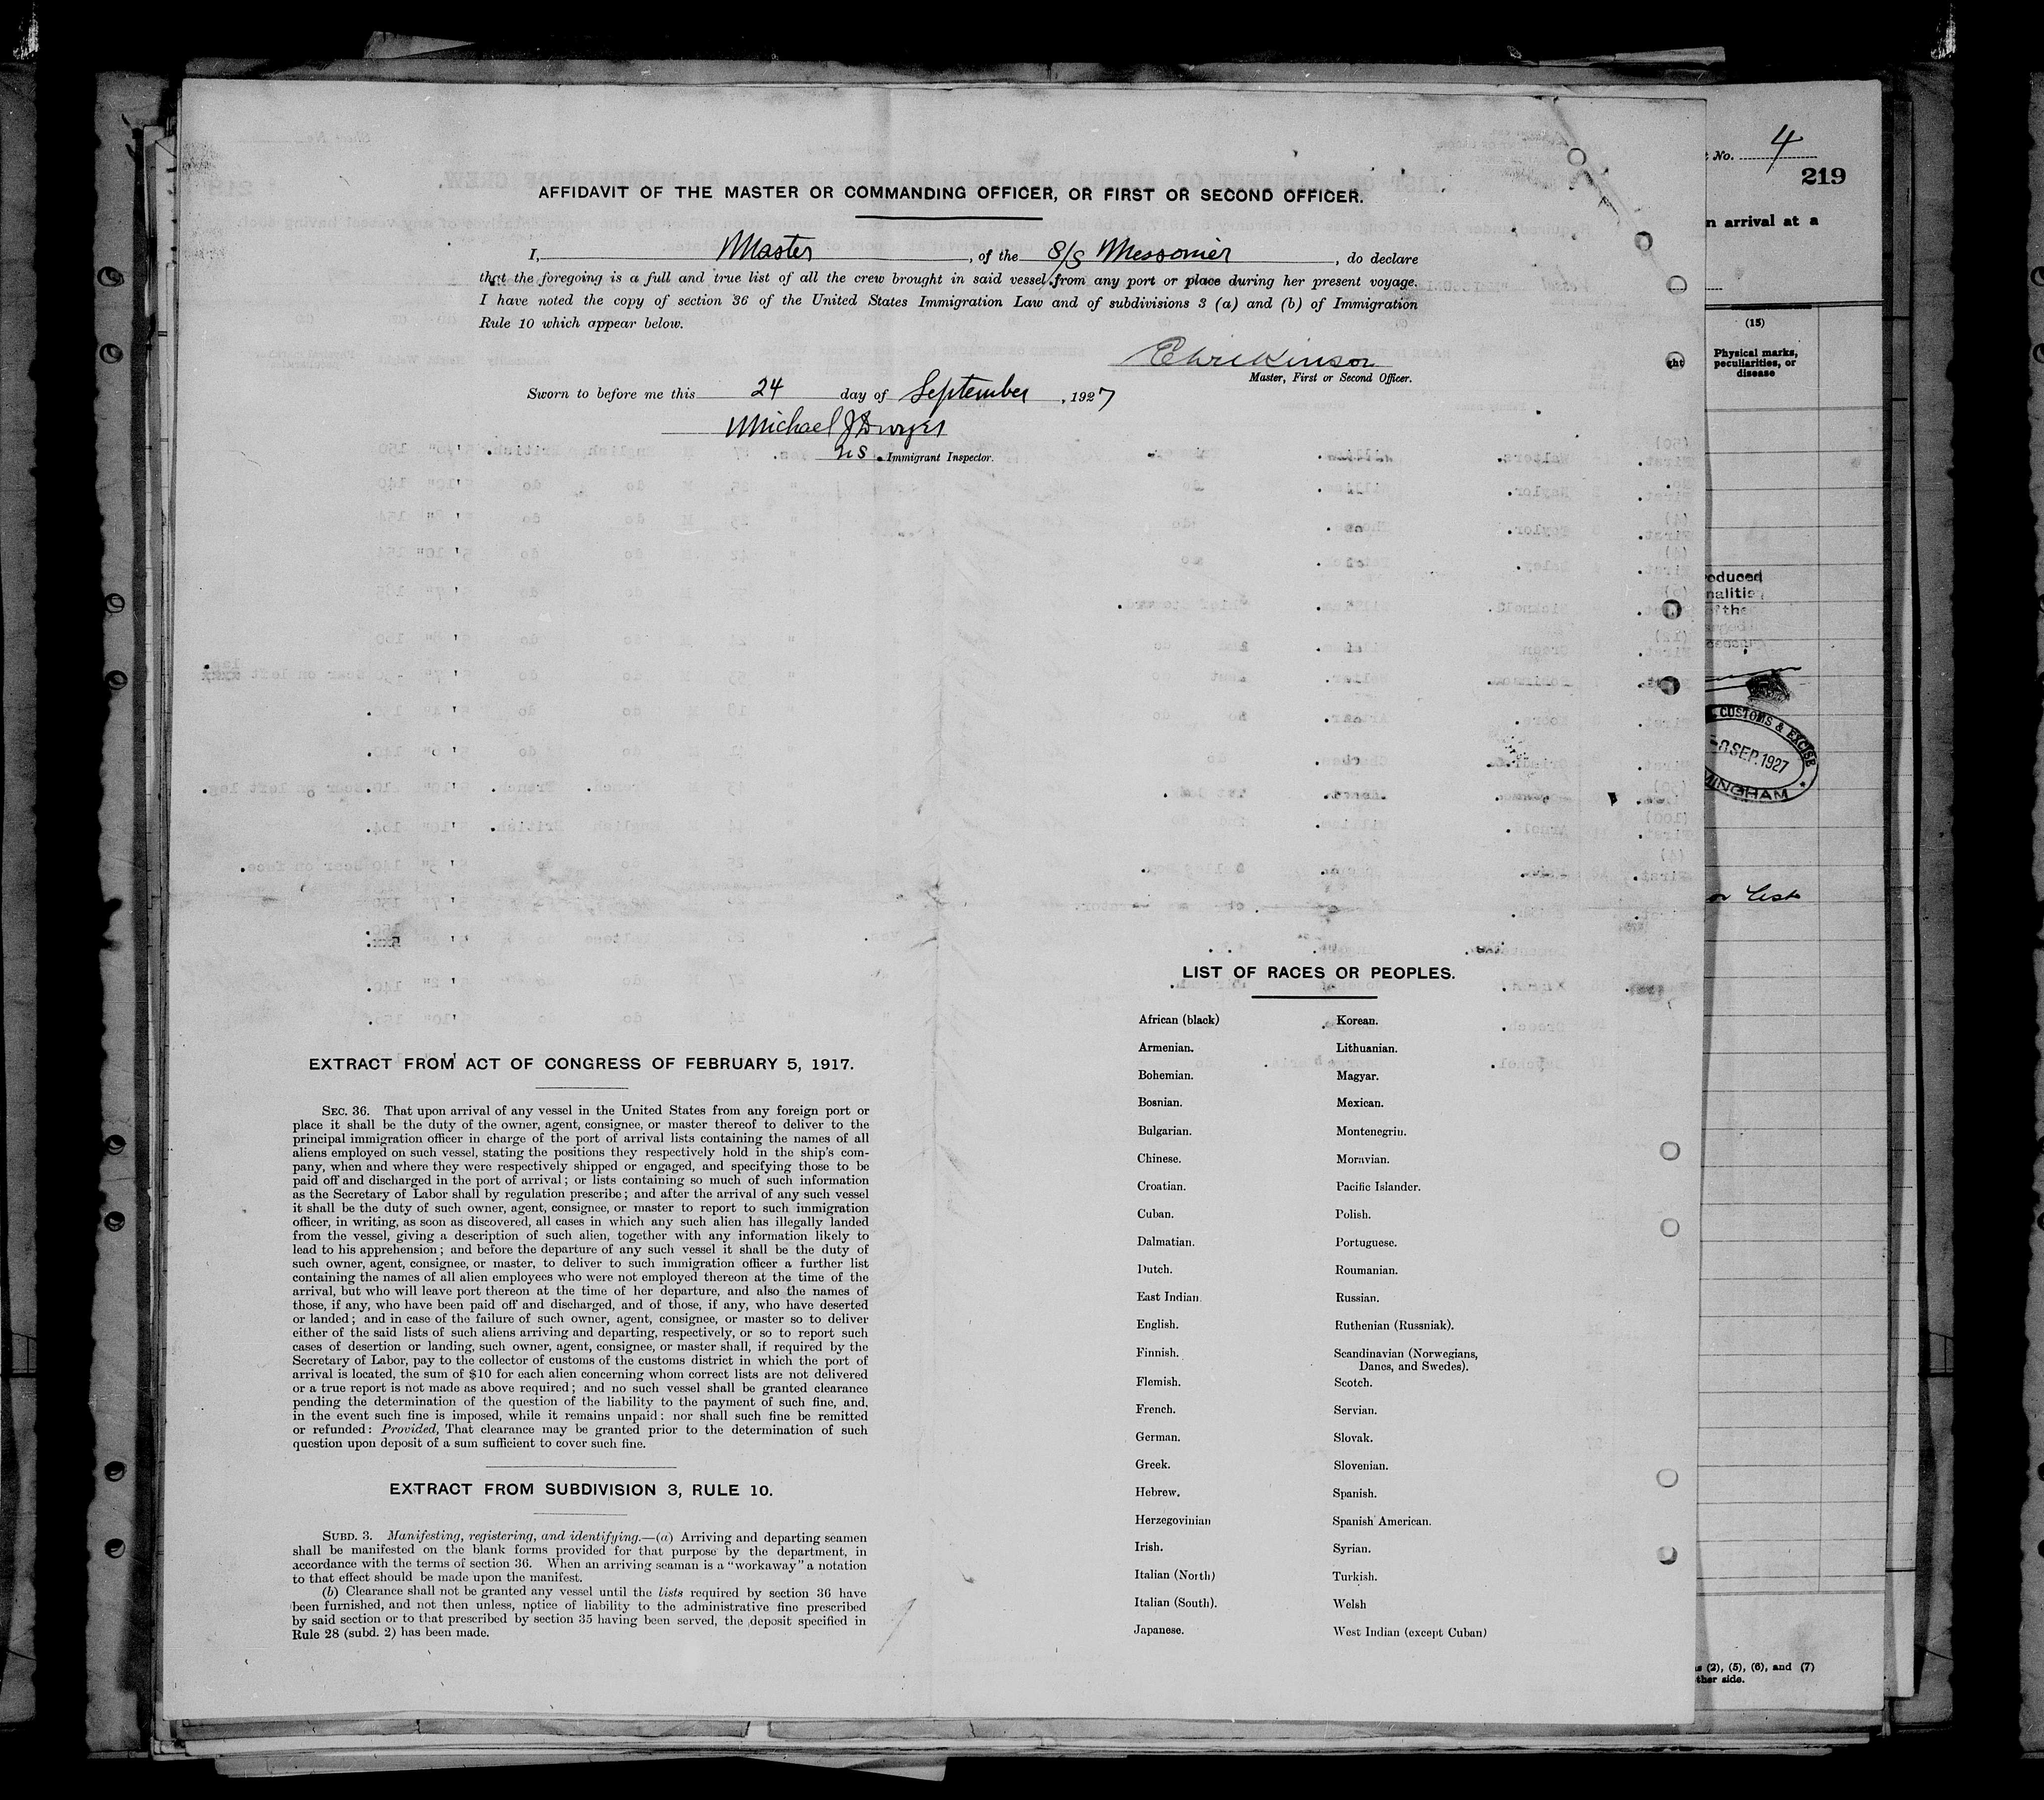 AFFIDAVIT OF THE MASTER OR COMMANDING OFFICER, OR FIRST OR SECOND OFFICER.
I, Master, of the S/S Messonier, do declare
that the foregoing is a full and true list of all the crew brought in said vessel from any port or place during her present voyage.
I have noted the copy of section 36 of the United States Immigration Law and of subdivisions 3 (a) and (b) of Immigration
Rule 10 which appear below.
Master, First or Second Officer.
Sworn to before me this 24 day of September, 1927
Michael J Dwyer
US. Immigrant Inspector.
EXTRACT FROM ACT OF CONGRESS OF FEBRUARY 5, 1917.
SEC. 36. That upon arrival of any vessel in the United States from any foreign port or
place it shall be the duty of the owner, agent, consignee, or master thereof to deliver to the
principal immigration officer in charge of the port of arrival lists containing the names of all
aliens employed on such vessel, stating the positions they respectively hold in the ship's com-
pany, when and where they were respectively shipped or engaged, and specifying those to be
paid off and discharged in the port of arrival; or lists containing so much of such information
as the Secretary of Labor shall by regulation prescribe; and after the arrival of any such vessel
it shall be the duty of such owner, agent, consignee, or master to report to such immigration
officer, in writing, as soon as discovered, all cases in which any such alien has illegally landed
from the vessel, giving a description of such alien, together with any information likely to
lead to his apprehension; and before the departure of any such vessel it shall be the duty of
such owner, agent, consignee, or master, to deliver to such immigration officer a further list
containing the names of all alien employees who were not employed thereon at the time of the
arrival, but who will leave port thereon at the time of her departure, and also the names of
those, if any, who have been paid off and discharged, and of those, if any, who have deserted
or landed; and in case of the failure of such owner, agent, consignee, or master so to deliver
either of the said lists of such aliens arriving and departing, respectively, or so to report such
cases of desertion or landing, such owner, agent, consignee, or master shall, if required by the
Secretary of Labor, pay to the collector of customs of the customs district in which the port of
arrival is located, the sum of $10 for each alien concerning whom correct lists are not delivered
or a true report is not made as above required; and no such vessel shall be granted clearance
pending the determination of the question of the liability to the payment of such fine, and,
in the event such fine is imposed, while it remains unpaid; nor shall such fine be remitted
or refunded: Provided, That clearance may be granted prior to the determination of such
question upon deposit of a sum sufficient to cover such fine.
EXTRACT FROM SUBDIVISION 3, RULE 10.
SUBD. 3. Manifesting, registering, and identifying.—(a) Arriving and departing seamen
shall be manifested on the blank forms provided for that purpose by the department, in
accordance with the terms of section 36. When an arriving seaman is a "workaway" a notation
to that effect should be made upon the manifest.
(b) Clearance shall not be granted any vessel until the lists required by section 36 have
been furnished, and not then unless, notice of liability to the administrative fine prescribed
by said section or to that prescribed by section 35 having been served, the deposit specified in
Rule 28 (subd. 2) has been made.
LIST OF RACES OR PEOPLES.
African (black)
Armenian.
Bohemian.
Bosnian.
Bulgarian.
Chinese.
Croatian.
Cuban.
Dalmatian.
Dutch.
East Indian.
English.
Finnish.
Flemish.
French.
German.
Greek.
Hebrew.
Herzegovinian
Irish.
Italian (North)
Italian (South).
Japanese.
Korean.
Lithuanian.
Magyar.
Mexican.
Montenegrin.
Moravian.
Pacific Islander.
Polish.
Portuguese.
Roumanian.
Russian.
Ruthenian (Russniak).
Scandinavian (Norwegians,
Danes, and Swedes).
Scotch.
Servian.
Slovak.
Slovenian.
Spanish.
Spanish American.
Syrian.
Turkish.
Welsh
West Indian (except Cuban)
No. 4
219
n arrival at a
(15)
Physical marks,
peculiarities, or
disease
oduced
nalitie
f the
CUSTOMS & EXCISE
SEP. 1927
INGHAM
List
(2), (5), (6), and (7)
ther side.